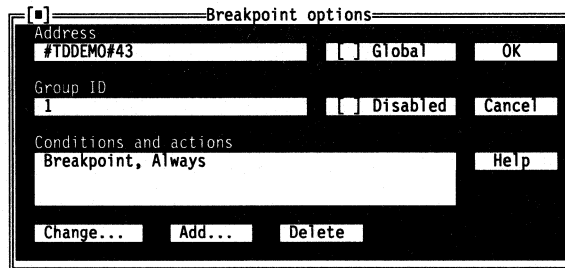 [■] Breakpoint options
Address
#TDDEMO#43 [ ] Global OK
Group ID
1 [ ] Disabled Cancel
Conditions and actions
Breakpoint, Always Help
Change... Add... Delete